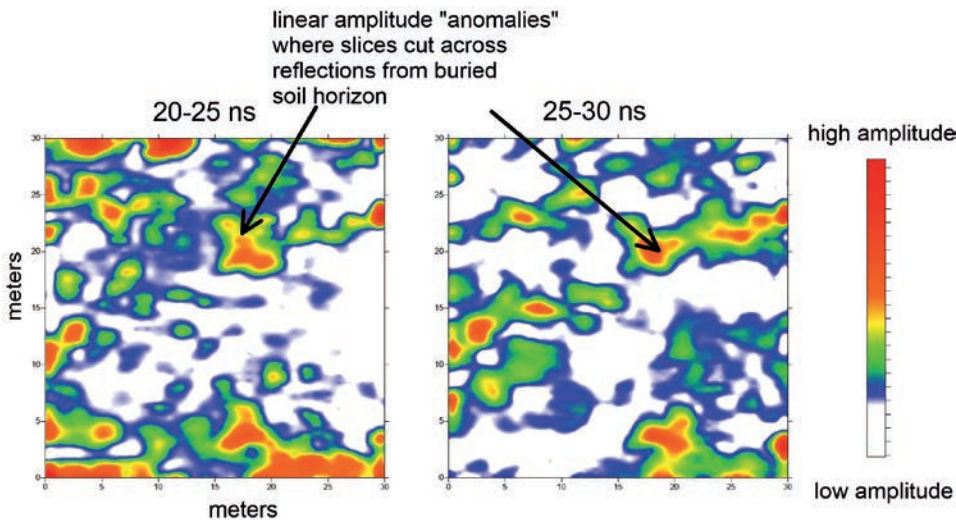 linear amplitude "anomalies"
where slices cut across
reflections from buried
soil horizon
20-25 ns
25-30 ns
high amplitude
low amplitude
meters
30
25
20
15
10
5
0
0
5
10
15
20
25
30
meters
30
25
20
15
10
5
0
0
5
10
15
20
25
30